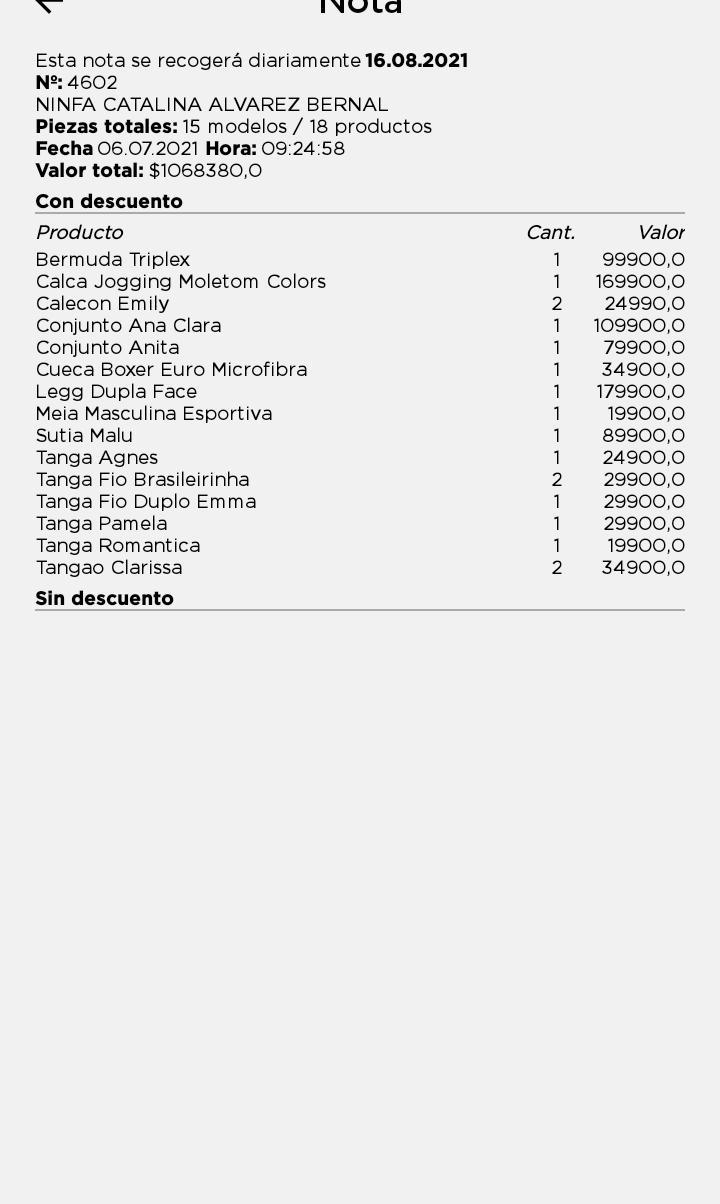 Nota
Esta nota se recogerá diariamente 16.08.2021
Nº: 4602
NINFA CATALINA ALVAREZ BERNAL
Piezas totales: 15 modelos / 18 productos
Fecha 06.07.2021 Hora: 09:24:58
Valor total: $1068380,0
Con descuento
Producto Cant. Valor
Bermuda Triplex 1 99900,0
Calca Jogging Moletom Colors 1 169900,0
Calecon Emily 2 24990,0
Conjunto Ana Clara 1 109900,0
Conjunto Anita 1 79900,0
Cueca Boxer Euro Microfibra 1 34900,0
Legg Dupla Face 1 179900,0
Meia Masculina Esportiva 1 19900,0
Sutia Malu 1 89900,0
Tanga Agnes 1 24900,0
Tanga Fio Brasileirinha 2 29900,0
Tanga Fio Duplo Emma 1 29900,0
Tanga Pamela 1 29900,0
Tanga Romantica 1 19900,0
Tangao Clarissa 2 34900,0
Sin descuento